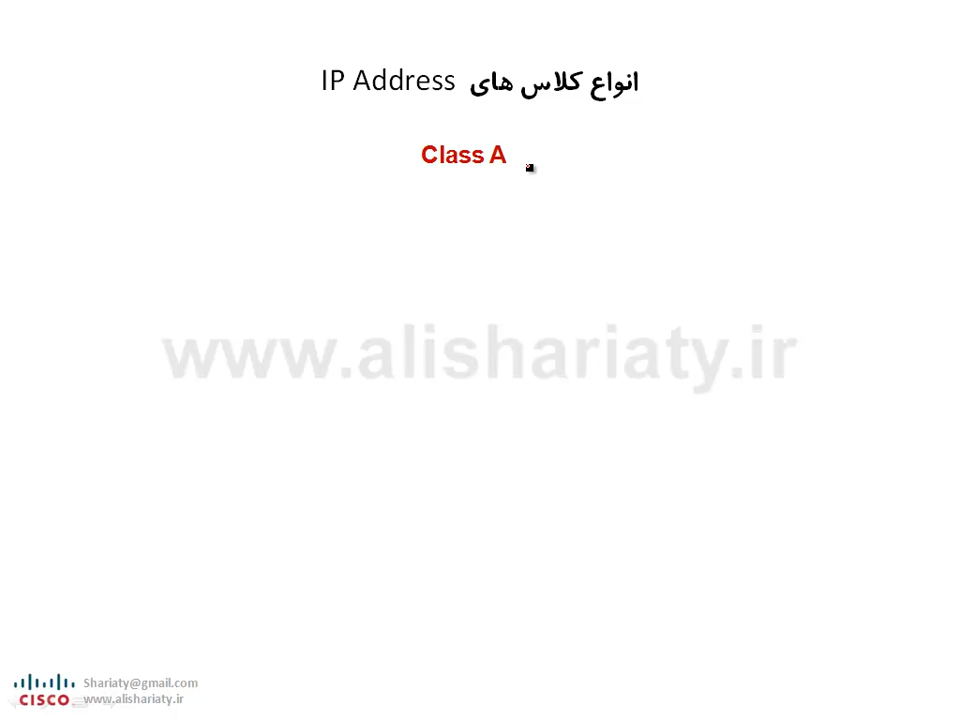 انواع کلاس های IP Address
Class A
www.alishariaty.ir
Shariaty@gmail.com
CISCO www.alishariaty.ir